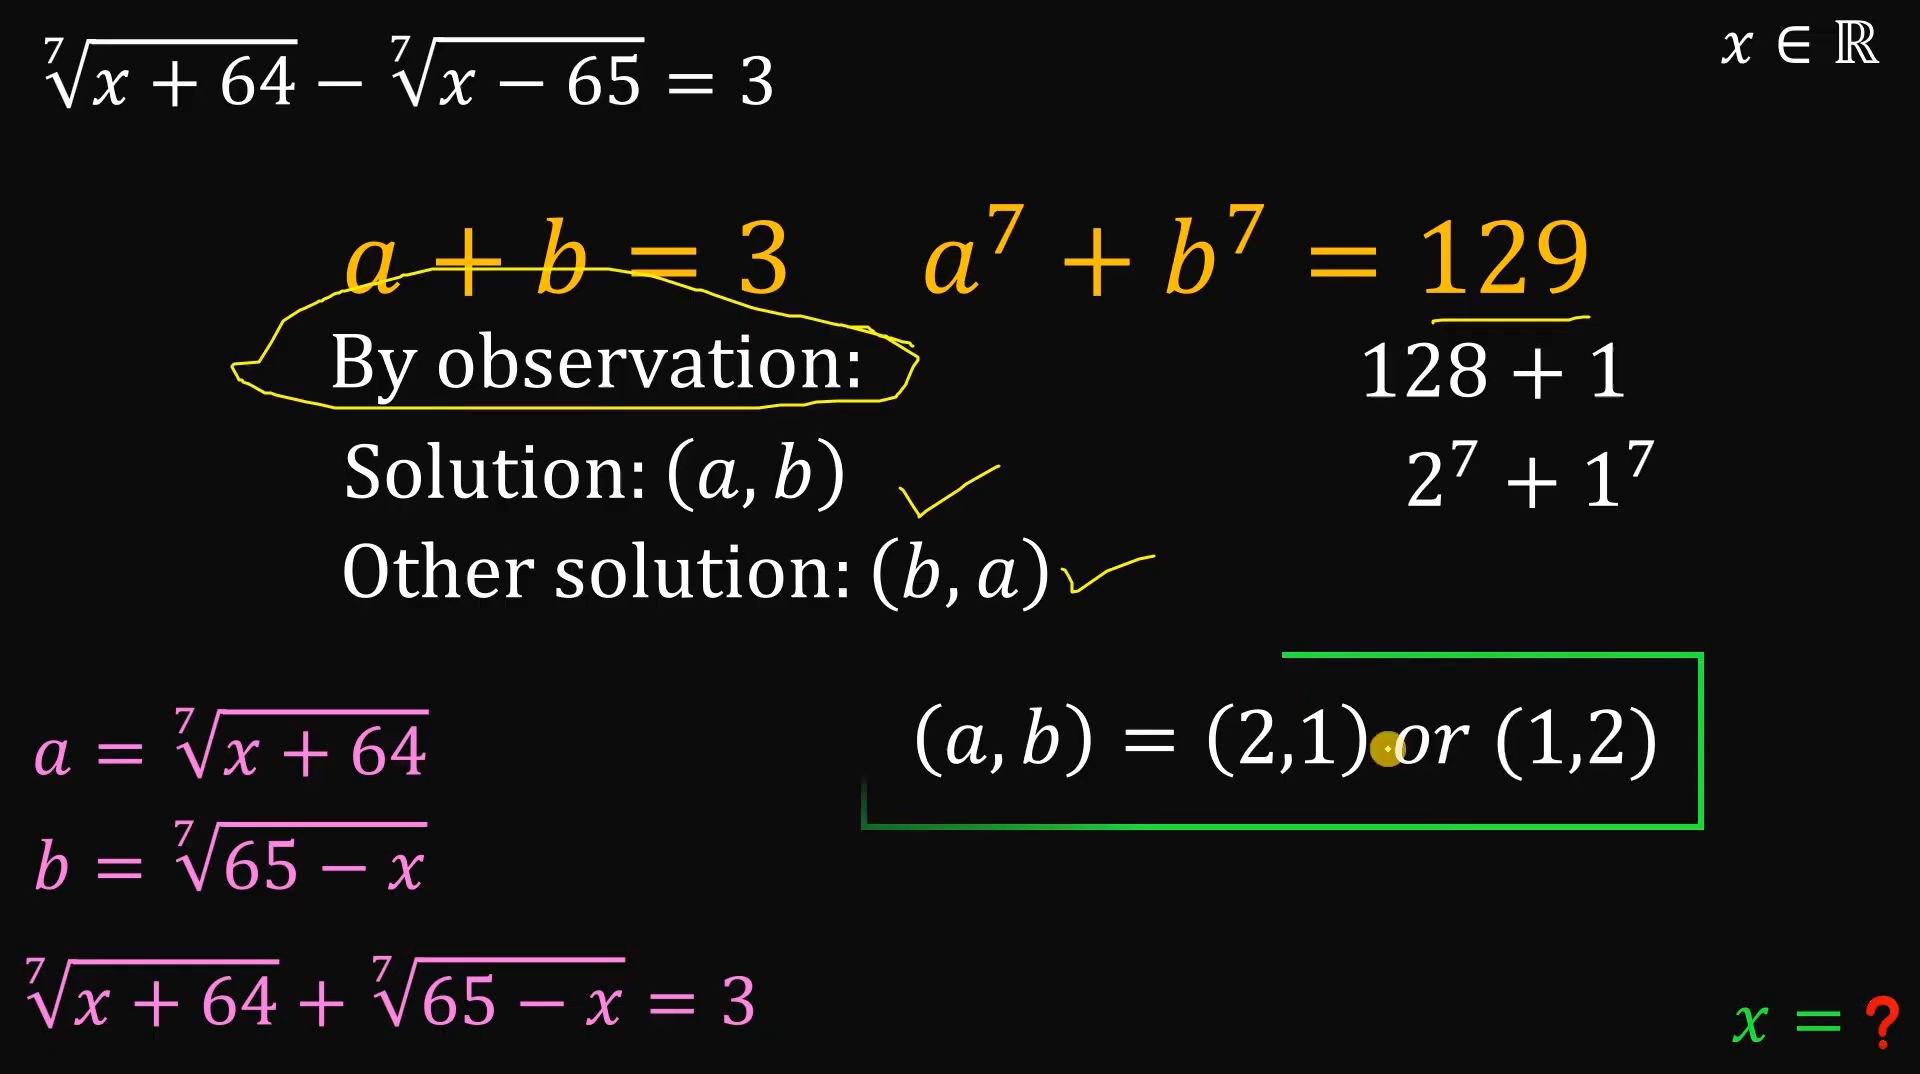 ⁷√(x + 64) − ⁷√(x − 65) = 3
x ∈ ℝ
a + b = 3
a⁷ + b⁷ = 129
By observation:
128 + 1
Solution: (a, b)
2⁷ + 1⁷
Other solution: (b, a)
(a, b) = (2,1) or (1,2)
a = ⁷√(x + 64)
b = ⁷√(65 − x)
⁷√(x + 64) + ⁷√(65 − x) = 3
x = ?